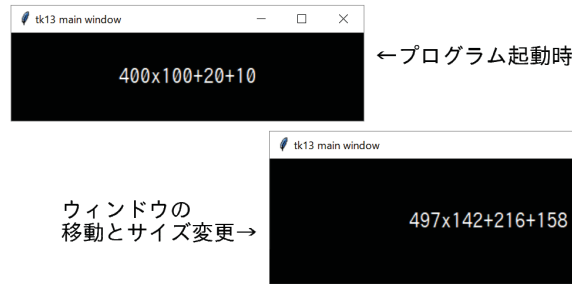 tk13 main window
400x100+20+10
←プログラム起動時
tk13 main window
497x142+216+158
ウィンドウの
移動とサイズ変更→